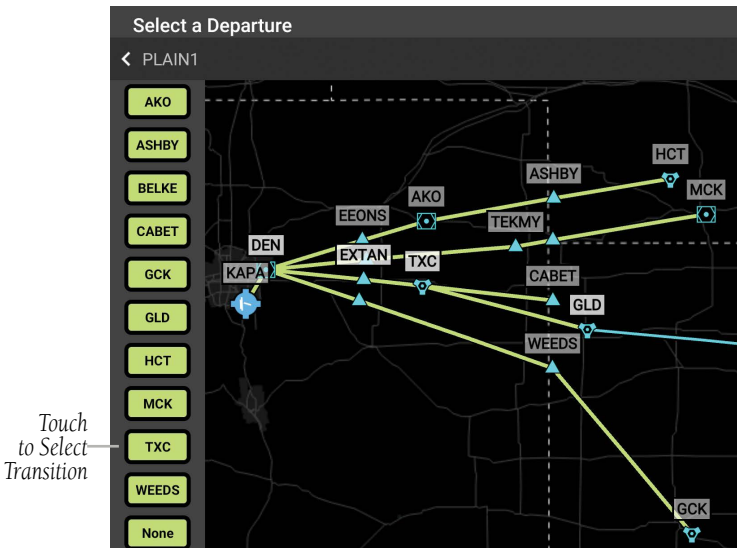 Select a Departure
PLAIN1
AKO
ASHBY
BELKE
CABET
GCK
GLD
HCT
MCK
TXC
WEEDS
None
Touch
to Select
Transition
HCT
ASHBY
MCK
AKO
EEONS
TEKMY
DEN
EXTAN
TXC
KAPA
CABET
GLD
WEEDS
GCK